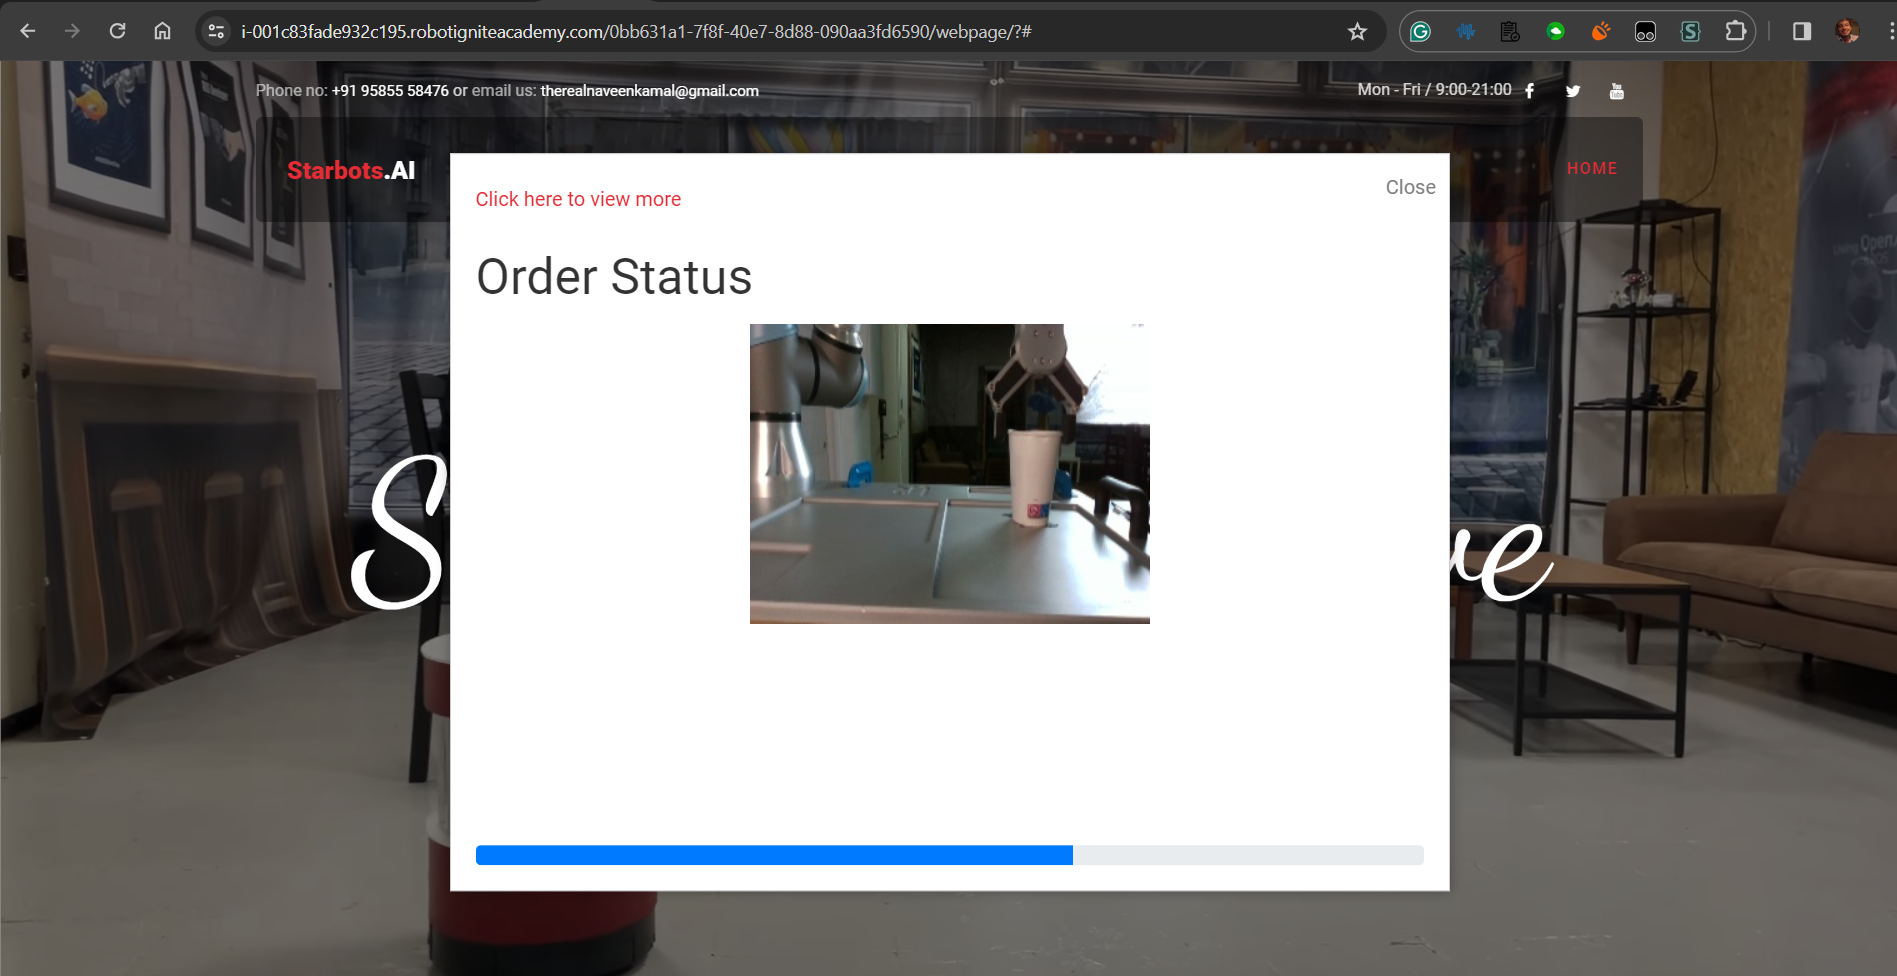 i-001c83fade932c195.robotigniteacademy.com/0bb631a1-7f8f-40e7-8d88-090aa3fd6590/webpage/?#
Phone no: +91 95855 58476 or email us: therealnaveenkamal@gmail.com
Mon - Fri / 9:00-21:00
Starbots.AI
HOME
Close
Click here to view more
Order Status
S
ve